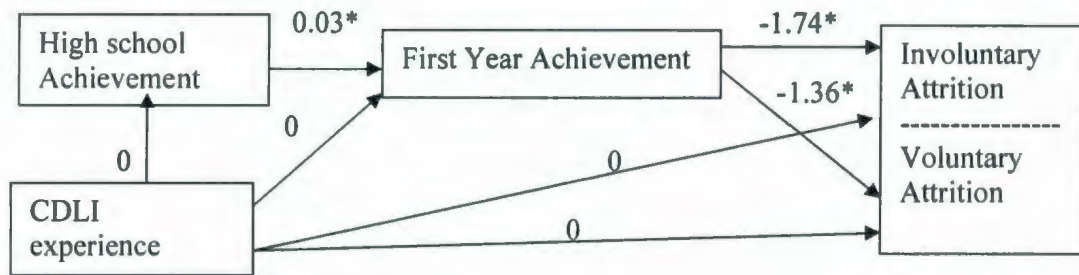 High school
Achievement
0.03*
First Year Achievement
-1.74*
-1.36*
Involuntary
Attrition
--------------
Voluntary
Attrition
0
0
0
0
CDLI
experience